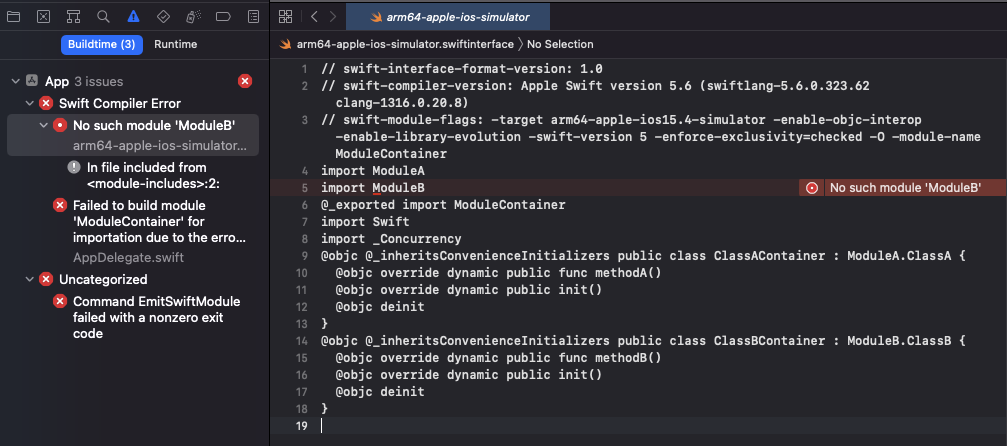 arm64-apple-ios-simulator
Buildtime (3)
Runtime
arm64-apple-ios-simulator.swiftinterface
No Selection
App 3 issues
Swift Compiler Error
No such module 'ModuleB'
arm64-apple-ios-simulator...
In file included from
<module-includes>:2:
Failed to build module
'ModuleContainer' for
importation due to the erro...
AppDelegate.swift
Uncategorized
Command EmitSwiftModule
failed with a nonzero exit
code
1 // swift-interface-format-version: 1.0
2 // swift-compiler-version: Apple Swift version 5.6 (swiftlang-5.6.0.323.62
clang-1316.0.20.8)
3 // swift-module-flags: -target arm64-apple-ios15.4-simulator -enable-objc-interop
-enable-library-evolution -swift-version 5 -enforce-exclusivity=checked -O -module-name
ModuleContainer
4 import ModuleA
5 import ModuleB
No such module 'ModuleB'
6 @_exported import ModuleContainer
7 import Swift
8 import _Concurrency
9 @objc @_inheritsConvenienceInitializers public class ClassAContainer : ModuleA.ClassA {
10 @objc override dynamic public func methodA()
11 @objc override dynamic public init()
12 @objc deinit
13 }
14 @objc @_inheritsConvenienceInitializers public class ClassBContainer : ModuleB.ClassB {
15 @objc override dynamic public func methodB()
16 @objc override dynamic public init()
17 @objc deinit
18 }
19